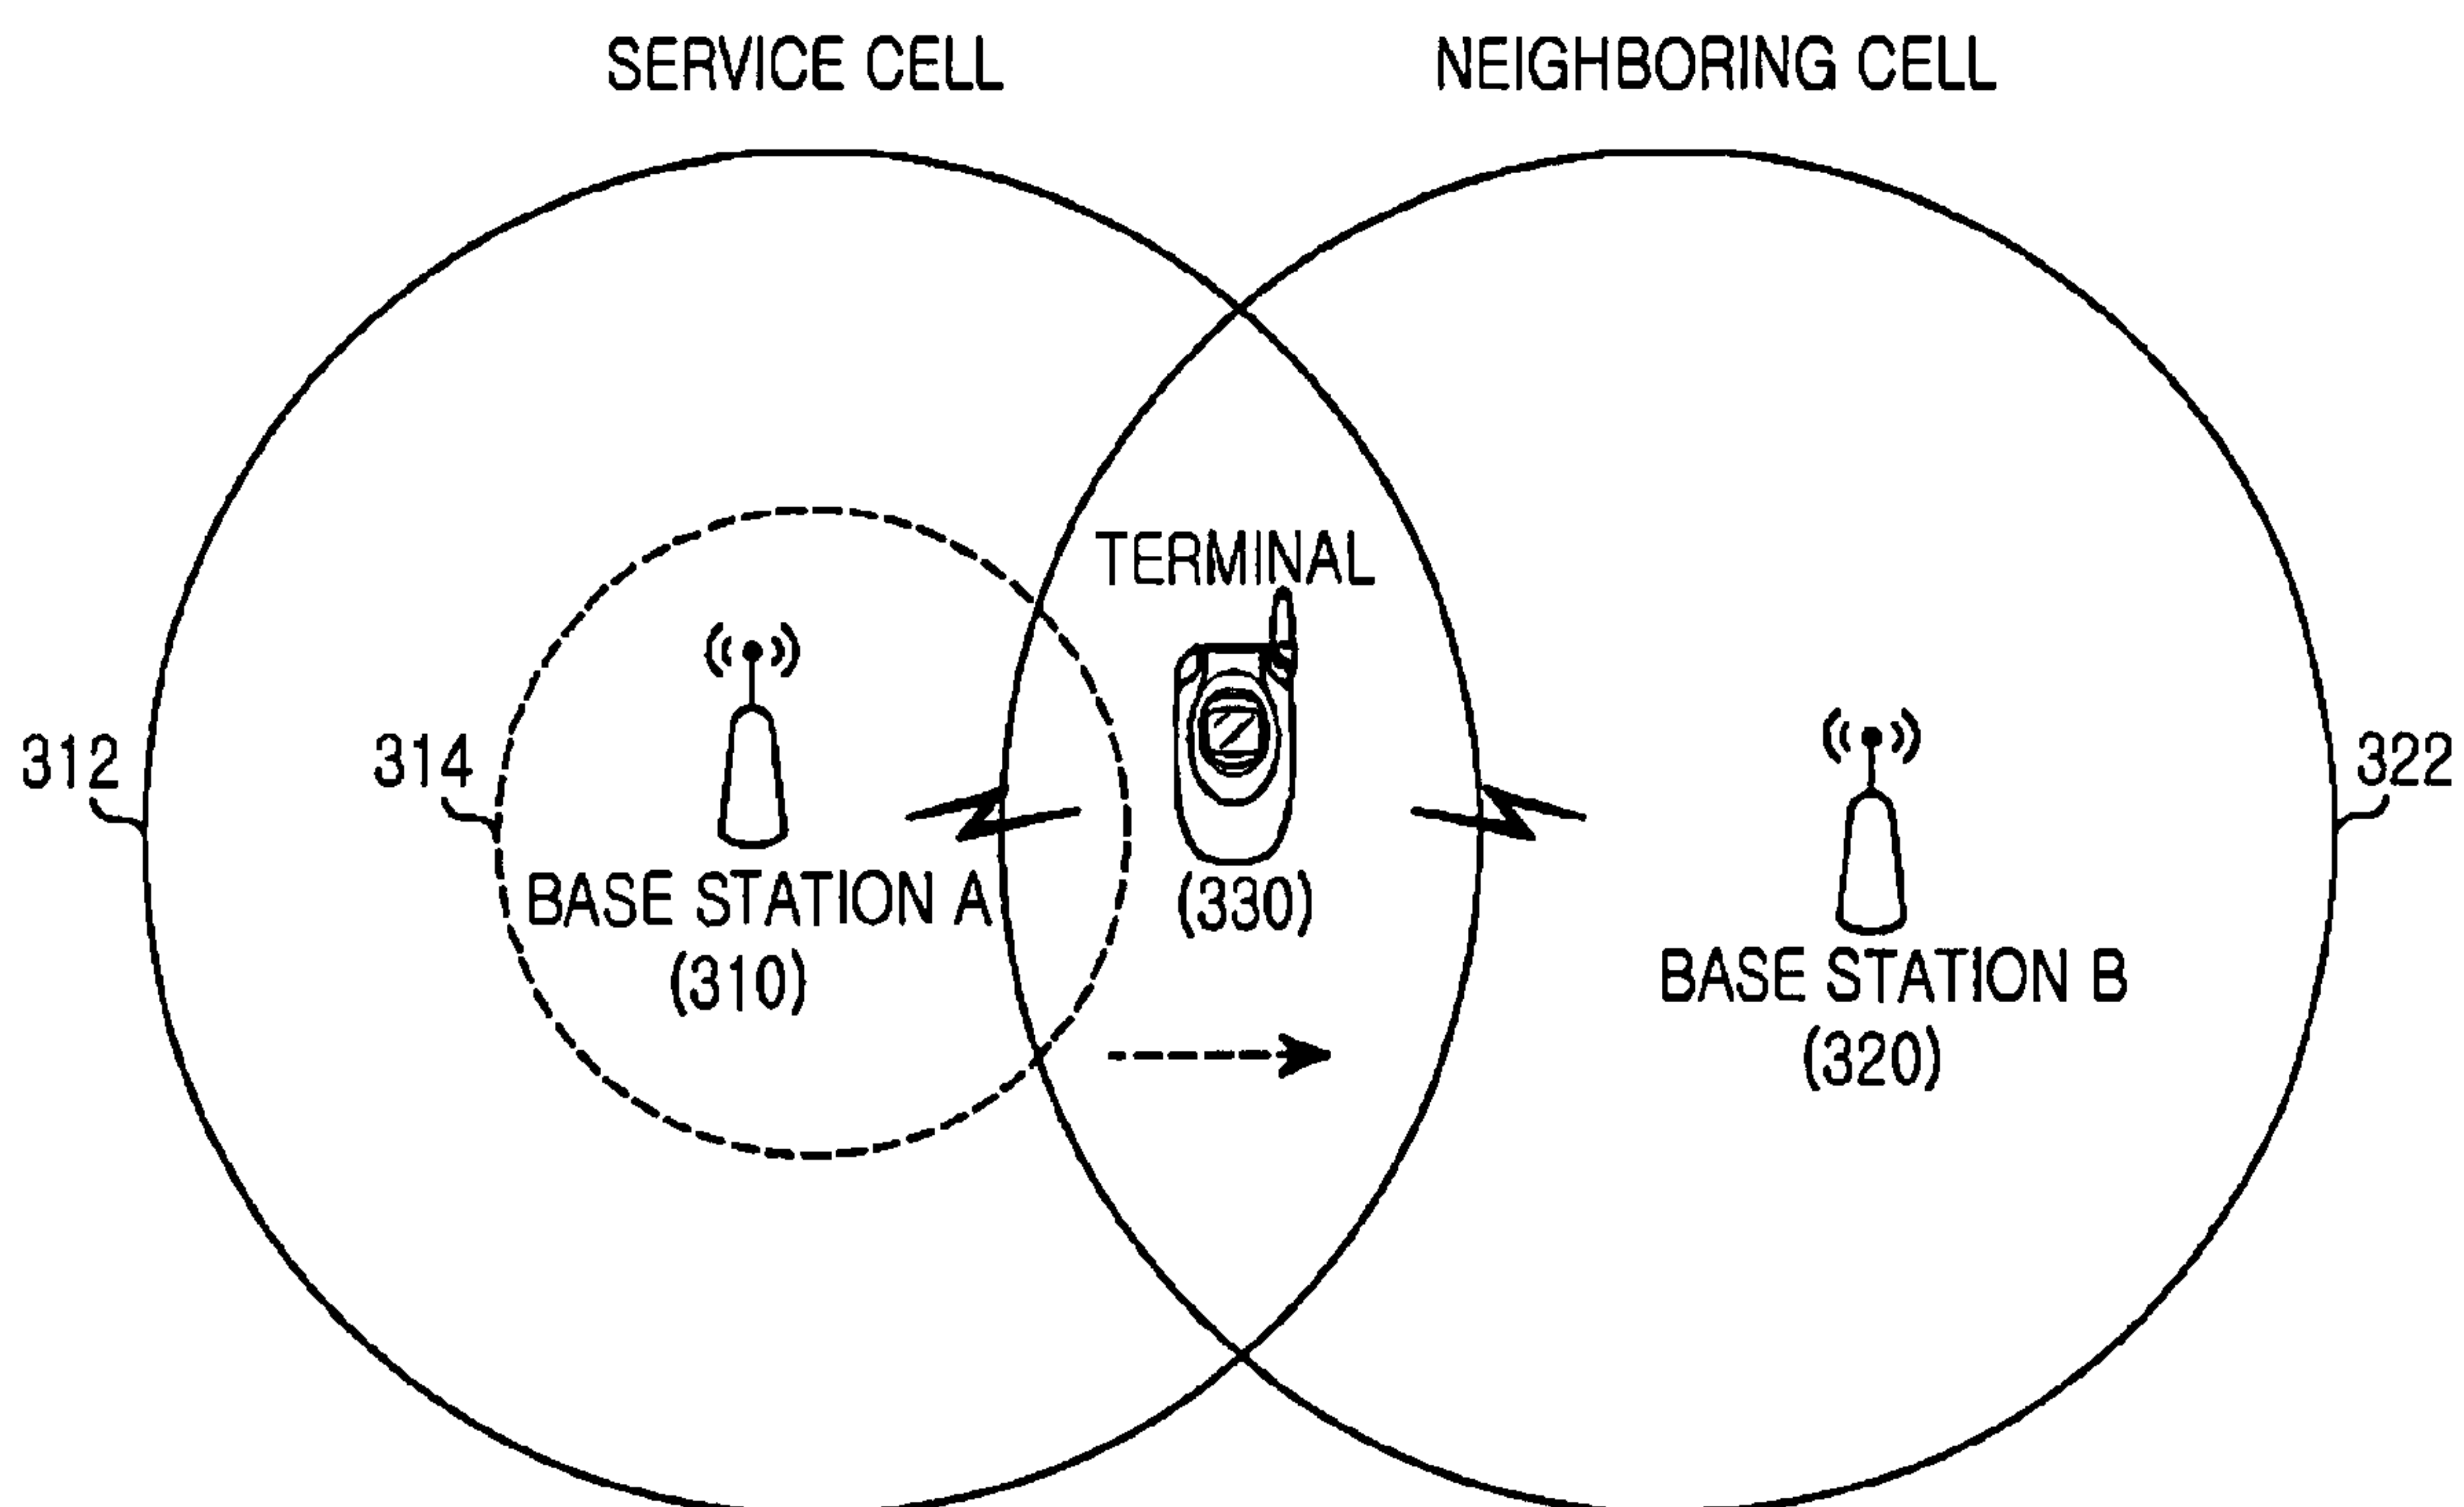 SERVICE CELL
NEIGHBORING CELL
TERMINAL
312
314
322
BASE STATION A
(310)
(330)
BASE STATION B
(320)